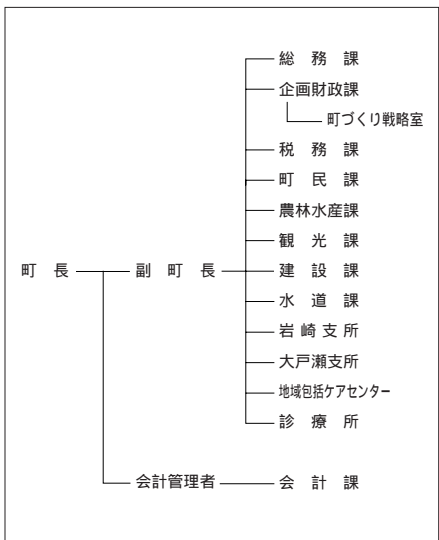 総務課
企画財政課
町づくり戦略室
税務課
町民課
農林水産課
観光課
町長
副町長
建設課
水道課
岩崎支所
大戸瀬支所
地域包括ケアセンター
診療所
会計管理者
会計課